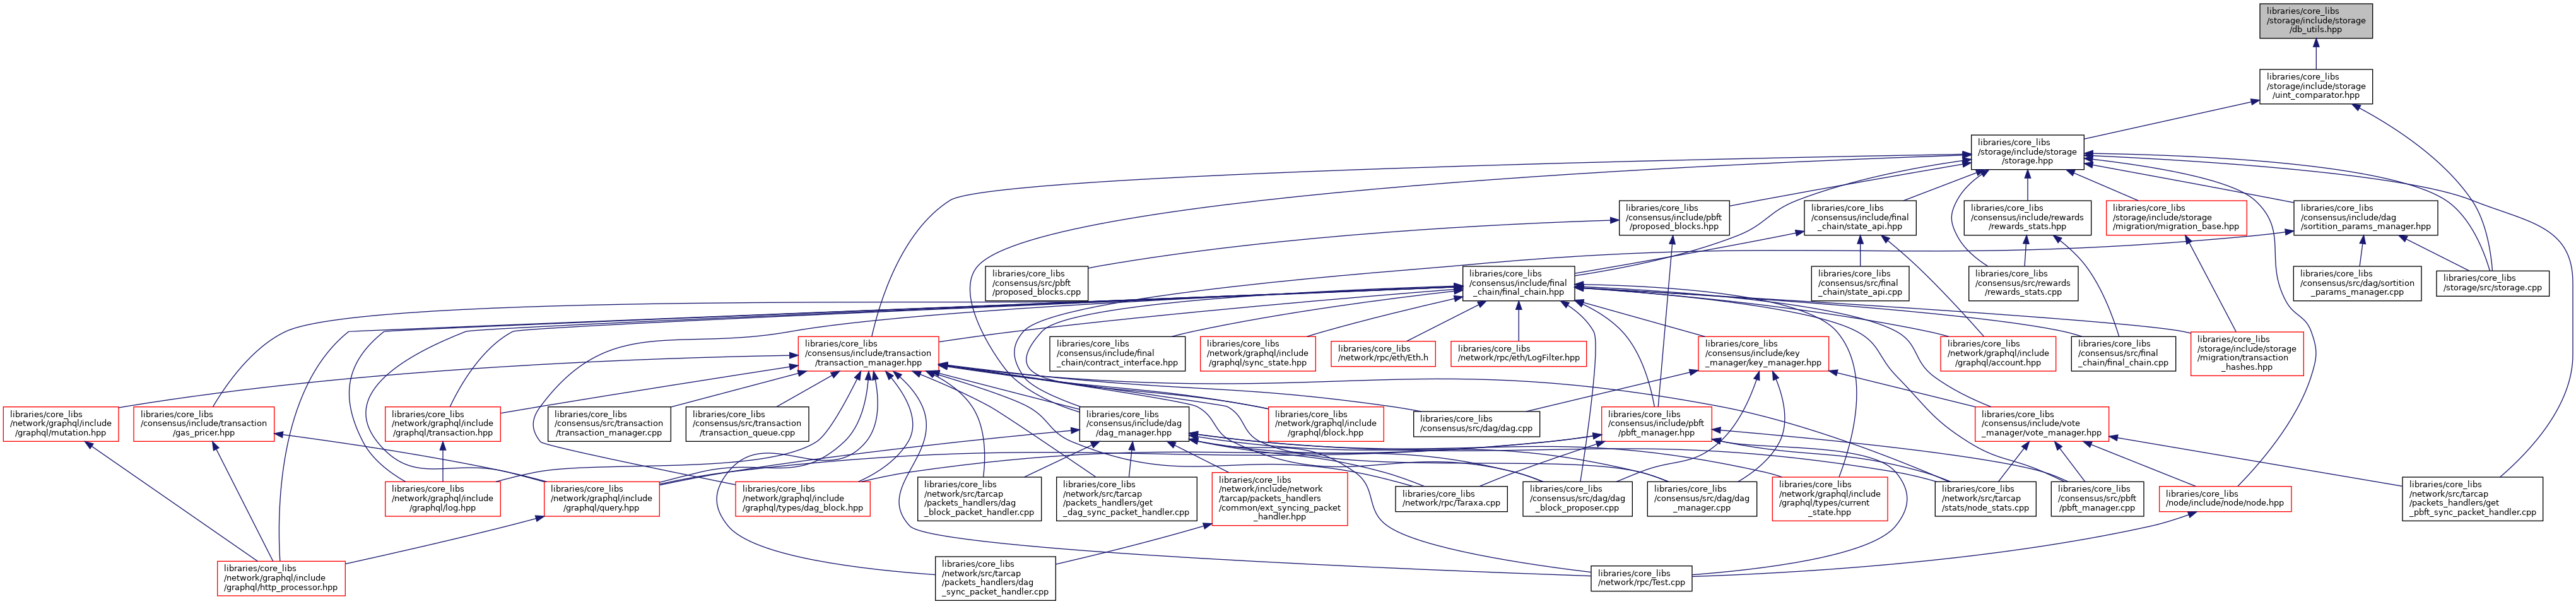 libraries/core_libs
/storage/include/storage
/db_utils.hpp
libraries/core_libs
/storage/include/storage
/uint_comparator.hpp
libraries/core_libs
/storage/include/storage
/storage.hpp
libraries/core_libs
/consensus/include/pbft
/proposed_blocks.hpp
libraries/core_libs
/consensus/include/final
_chain/state_api.hpp
libraries/core_libs
/consensus/include/rewards
/rewards_stats.hpp
libraries/core_libs
/storage/include/storage
/migration/migration_base.hpp
libraries/core_libs
/consensus/include/dag
/sortition_params_manager.hpp
libraries/core_libs
/consensus/src/pbft
/proposed_blocks.cpp
libraries/core_libs
/consensus/include/final
_chain/final_chain.hpp
libraries/core_libs
/consensus/src/final
_chain/state_api.cpp
libraries/core_libs
/consensus/src/rewards
/rewards_stats.cpp
libraries/core_libs
/consensus/src/dag/sortition
_params_manager.cpp
libraries/core_libs
/storage/src/storage.cpp
libraries/core_libs
/consensus/include/transaction
/transaction_manager.hpp
libraries/core_libs
/consensus/include/final
_chain/contract_interface.hpp
libraries/core_libs
/network/graphql/include
/graphql/sync_state.hpp
libraries/core_libs
/network/rpc/eth/Eth.h
libraries/core_libs
/network/rpc/eth/LogFilter.hpp
libraries/core_libs
/consensus/include/key
_manager/key_manager.hpp
libraries/core_libs
/network/graphql/include
/graphql/account.hpp
libraries/core_libs
/consensus/src/final
_chain/final_chain.cpp
libraries/core_libs
/storage/include/storage
/migration/transaction
_hashes.hpp
libraries/core_libs
/network/graphql/include
/graphql/mutation.hpp
libraries/core_libs
/consensus/include/transaction
/gas_pricer.hpp
libraries/core_libs
/network/graphql/include
/graphql/transaction.hpp
libraries/core_libs
/consensus/src/transaction
/transaction_manager.cpp
libraries/core_libs
/consensus/src/transaction
/transaction_queue.cpp
libraries/core_libs
/consensus/include/dag
/dag_manager.hpp
libraries/core_libs
/network/graphql/include
/graphql/block.hpp
libraries/core_libs
/consensus/src/dag/dag.cpp
libraries/core_libs
/consensus/include/pbft
/pbft_manager.hpp
libraries/core_libs
/consensus/include/vote
_manager/vote_manager.hpp
libraries/core_libs
/network/graphql/include
/graphql/log.hpp
libraries/core_libs
/network/graphql/include
/graphql/query.hpp
libraries/core_libs
/network/graphql/include
/graphql/types/dag_block.hpp
libraries/core_libs
/network/src/tarcap
/packets_handlers/dag
_block_packet_handler.cpp
libraries/core_libs
/network/src/tarcap
/packets_handlers/get
_dag_sync_packet_handler.cpp
libraries/core_libs
/network/include/network
/tarcap/packets_handlers
/common/ext_syncing_packet
_handler.hpp
libraries/core_libs
/network/rpc/Taraxa.cpp
libraries/core_libs
/consensus/src/dag/dag
_block_proposer.cpp
libraries/core_libs
/consensus/src/dag/dag
_manager.cpp
libraries/core_libs
/network/graphql/include
/graphql/types/current
_state.hpp
libraries/core_libs
/network/src/tarcap
/stats/node_stats.cpp
libraries/core_libs
/consensus/src/pbft
/pbft_manager.cpp
libraries/core_libs
/node/include/node/node.hpp
libraries/core_libs
/network/src/tarcap
/packets_handlers/get
_pbft_sync_packet_handler.cpp
libraries/core_libs
/network/graphql/include
/graphql/http_processor.hpp
libraries/core_libs
/network/src/tarcap
/packets_handlers/dag
_sync_packet_handler.cpp
libraries/core_libs
/network/rpc/Test.cpp